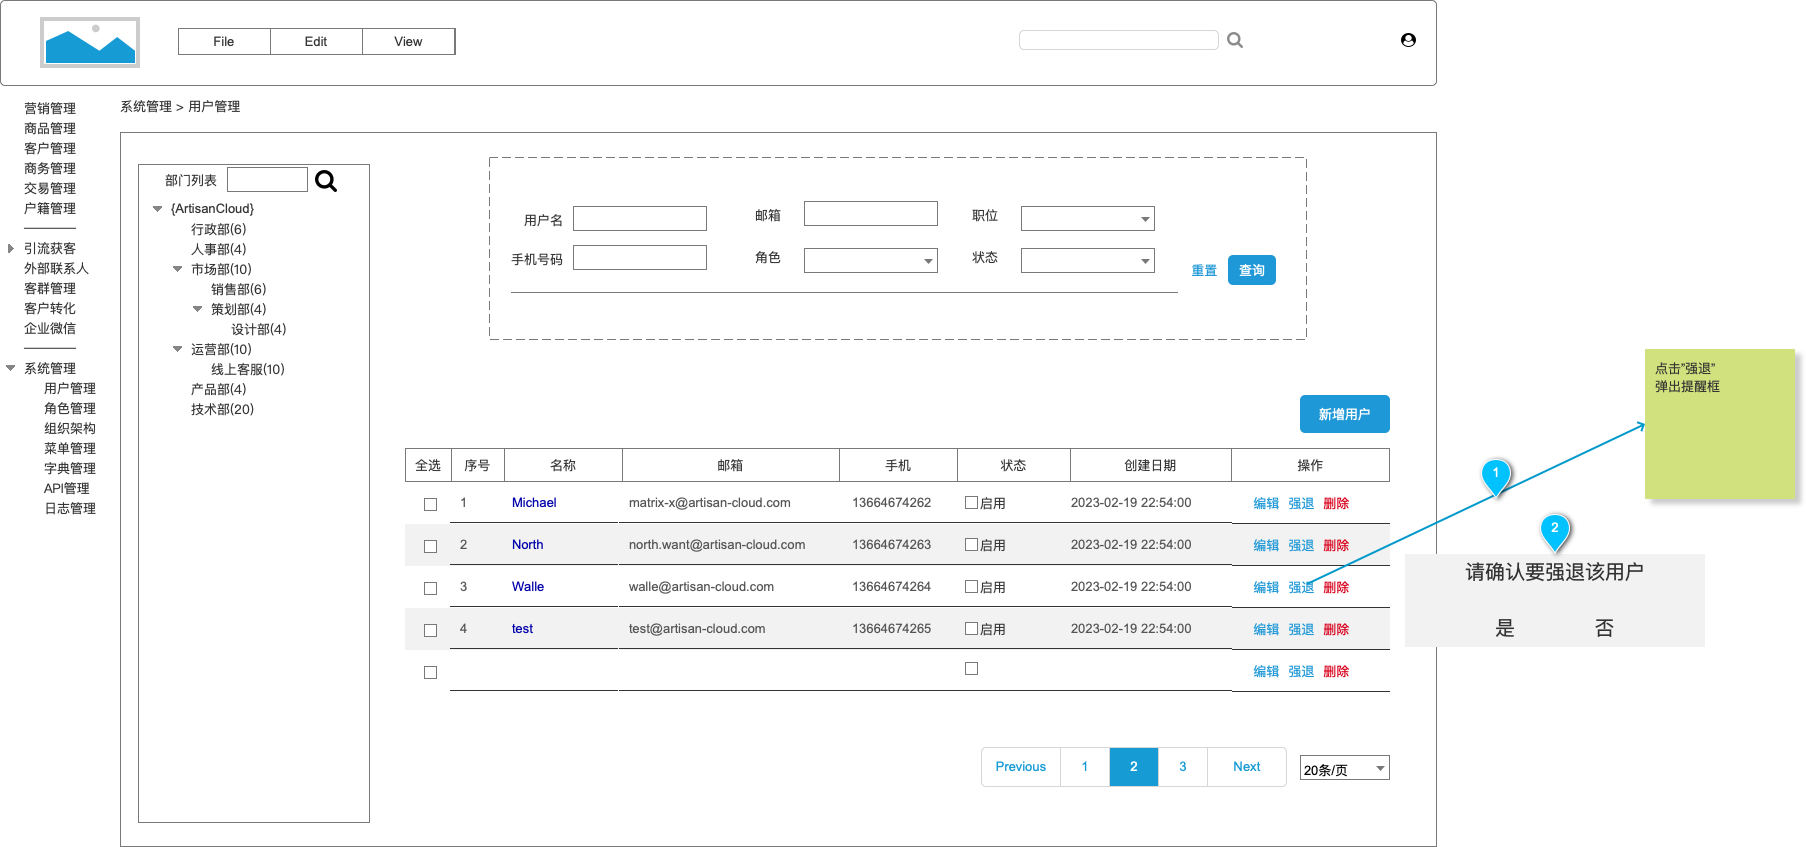 File Edit View
系统管理 > 用户管理
营销管理
商品管理
客户管理
商务管理
交易管理
户籍管理
引流获客
外部联系人
客群管理
客户转化
企业微信
系统管理
用户管理
角色管理
组织架构
菜单管理
字典管理
API管理
日志管理
部门列表
{ArtisanCloud}
行政部(6)
人事部(4)
市场部(10)
销售部(6)
策划部(4)
设计部(4)
运营部(10)
线上客服(10)
产品部(4)
技术部(20)
用户名 邮箱 职位
手机号码 角色 状态
重置 查询
新增用户
全选 序号 名称 邮箱 手机 状态 创建日期 操作
1 Michael matrix-x@artisan-cloud.com 13664674262 启用 2023-02-19 22:54:00 编辑 强退 删除
2 North north.want@artisan-cloud.com 13664674263 启用 2023-02-19 22:54:00 编辑 强退 删除
3 Walle walle@artisan-cloud.com 13664674264 启用 2023-02-19 22:54:00 编辑 强退 删除
4 test test@artisan-cloud.com 13664674265 启用 2023-02-19 22:54:00 编辑 强退 删除
编辑 强退 删除
Previous 1 2 3 Next 20条/页
1
点击”强退”
弹出提醒框
2
请确认要强退该用户
是 否